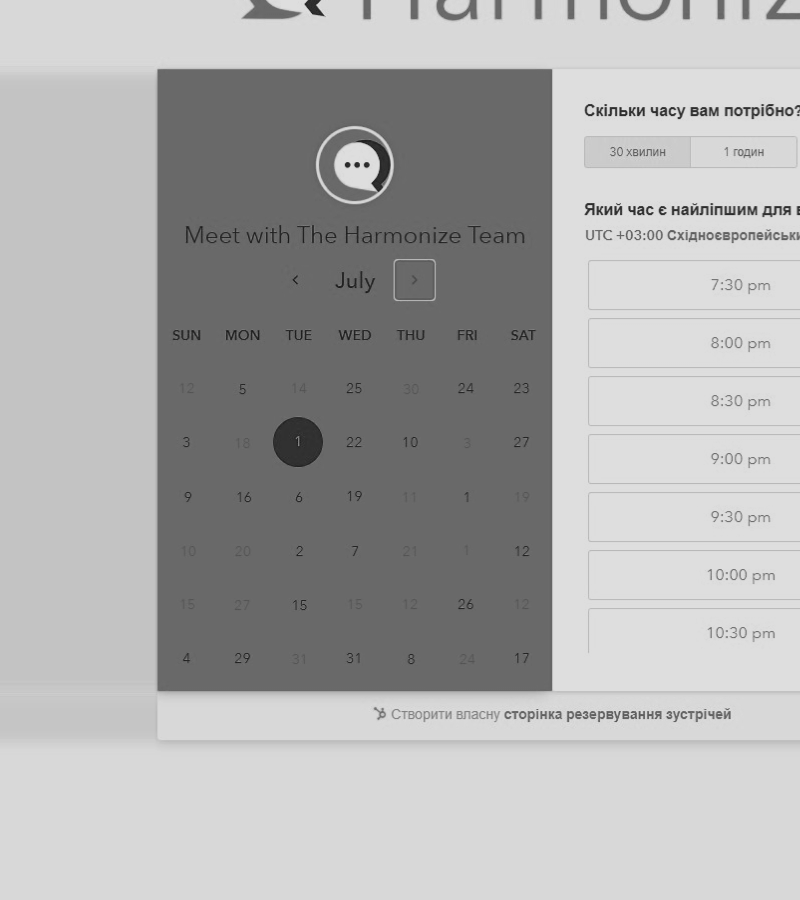 Harmoniz
Meet with The Harmonize Team
July
SUN MON TUE WED THU FRI SAT
12 5 14 25 30 24 23
3 18 1 22 10 3 27
9 16 6 19 11 1 19
10 20 2 7 21 1 12
15 27 15 15 12 26 12
4 29 31 31 8 24 17
Скільки часу вам потрібно?
30 хвилин 1 годин
Який час є найліпшим для в
UTC +03:00 Східноєвропейськи
7:30 pm
8:00 pm
8:30 pm
9:00 pm
9:30 pm
10:00 pm
10:30 pm
Створити власну сторінка резервування зустрічей